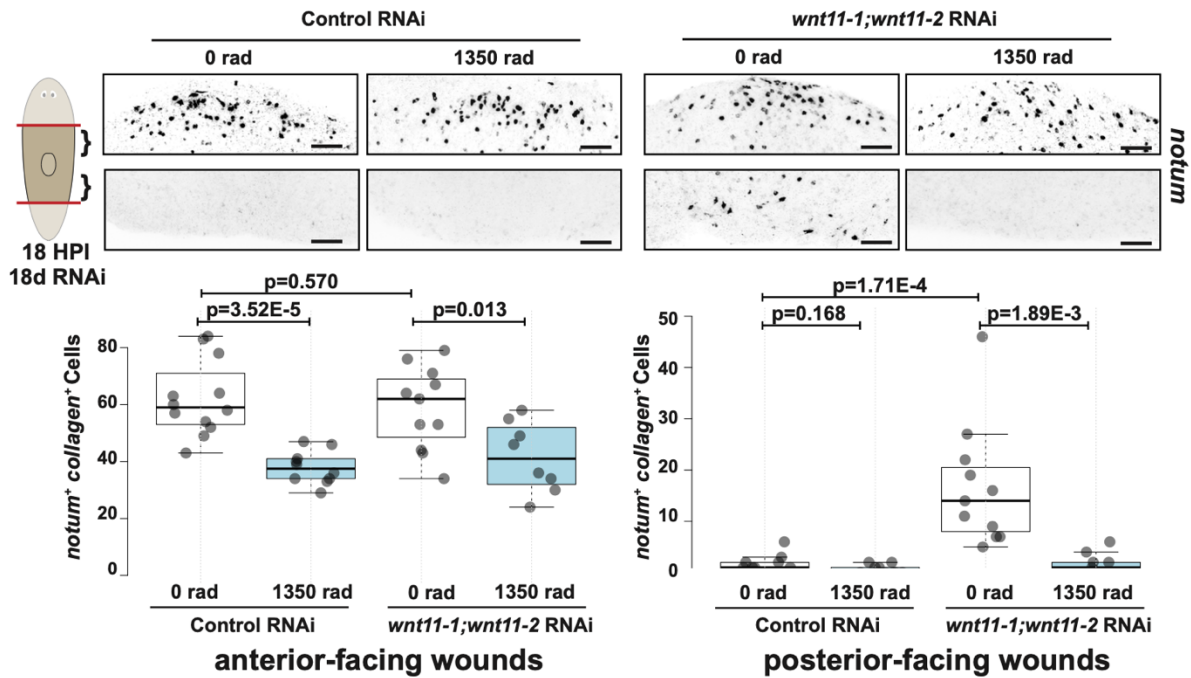 Control RNAi
wnt11-1;wnt11-2 RNAi
0 rad
1350 rad
0 rad
1350 rad
}
}
notum
18 HPI
18d RNAi
p=0.570
p=3.52E-5
p=0.013
notum+ collagen+ Cells
80
60
40
20
0
0 rad
1350 rad
0 rad
1350 rad
Control RNAi
wnt11-1;wnt11-2 RNAi
anterior-facing wounds
p=1.71E-4
p=0.168
p=1.89E-3
notum+ collagen+ Cells
50
40
30
20
10
0
0 rad
1350 rad
0 rad
1350 rad
Control RNAi
wnt11-1;wnt11-2 RNAi
posterior-facing wounds